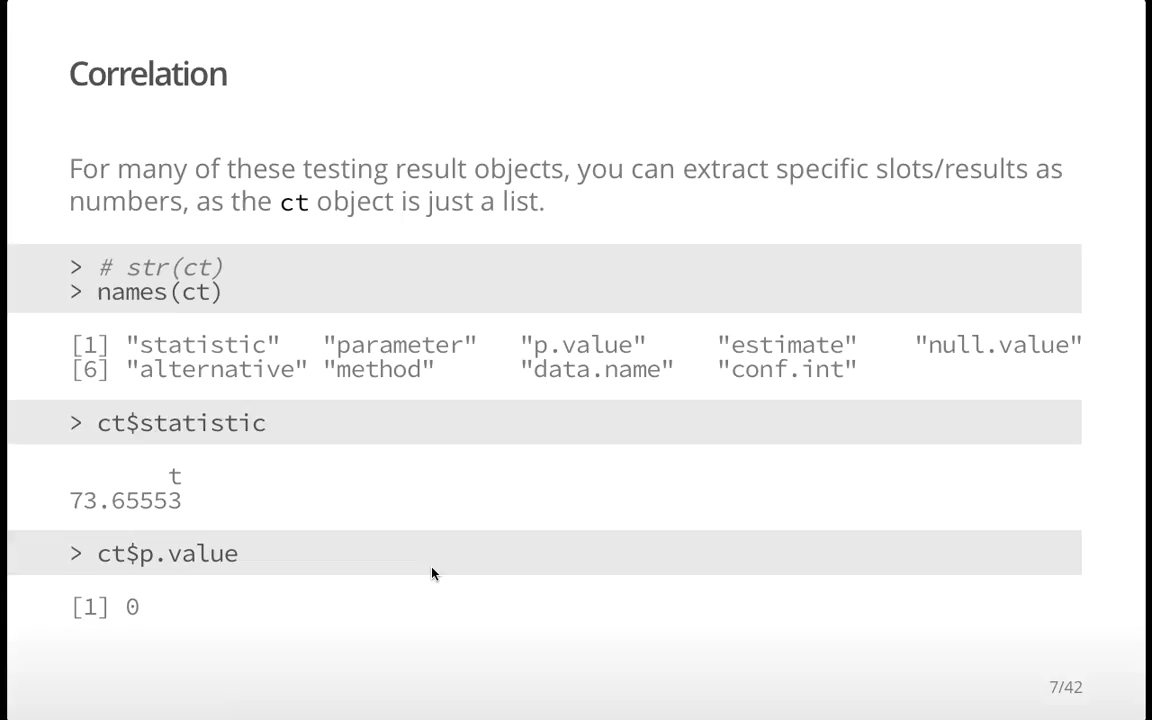 Correlation
For many of these testing result objects, you can extract specific slots/results as
numbers, as the ct object is just a list.
> # str(ct)
> names(ct)
[1] "statistic"   "parameter"   "p.value"     "estimate"    "null.value"
[6] "alternative" "method"      "data.name"   "conf.int"
> ct$statistic
       t
73.65553
> ct$p.value
[1] 0
7/42